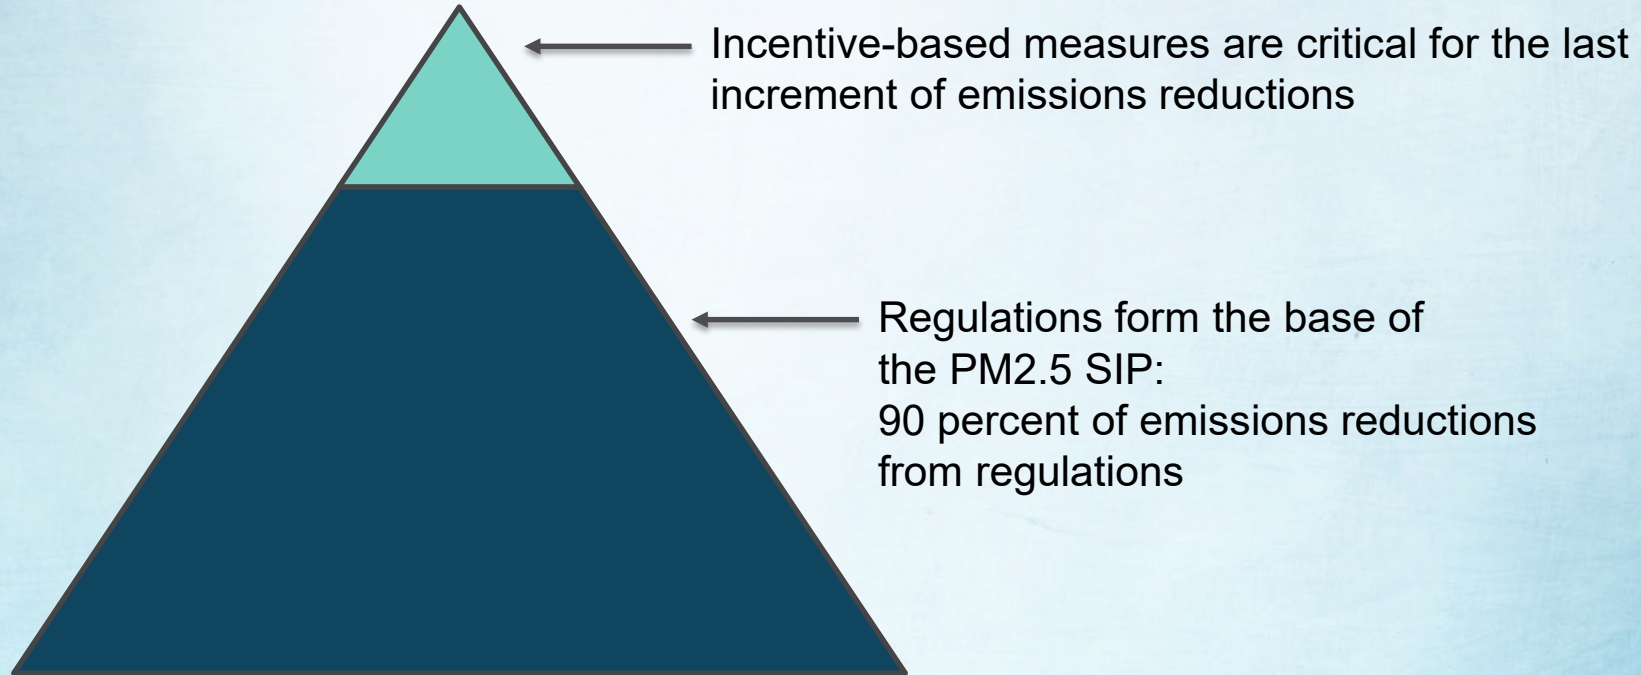 Incentive-based measures are critical for the last
increment of emissions reductions
Regulations form the base of
the PM2.5 SIP:
90 percent of emissions reductions
from regulations